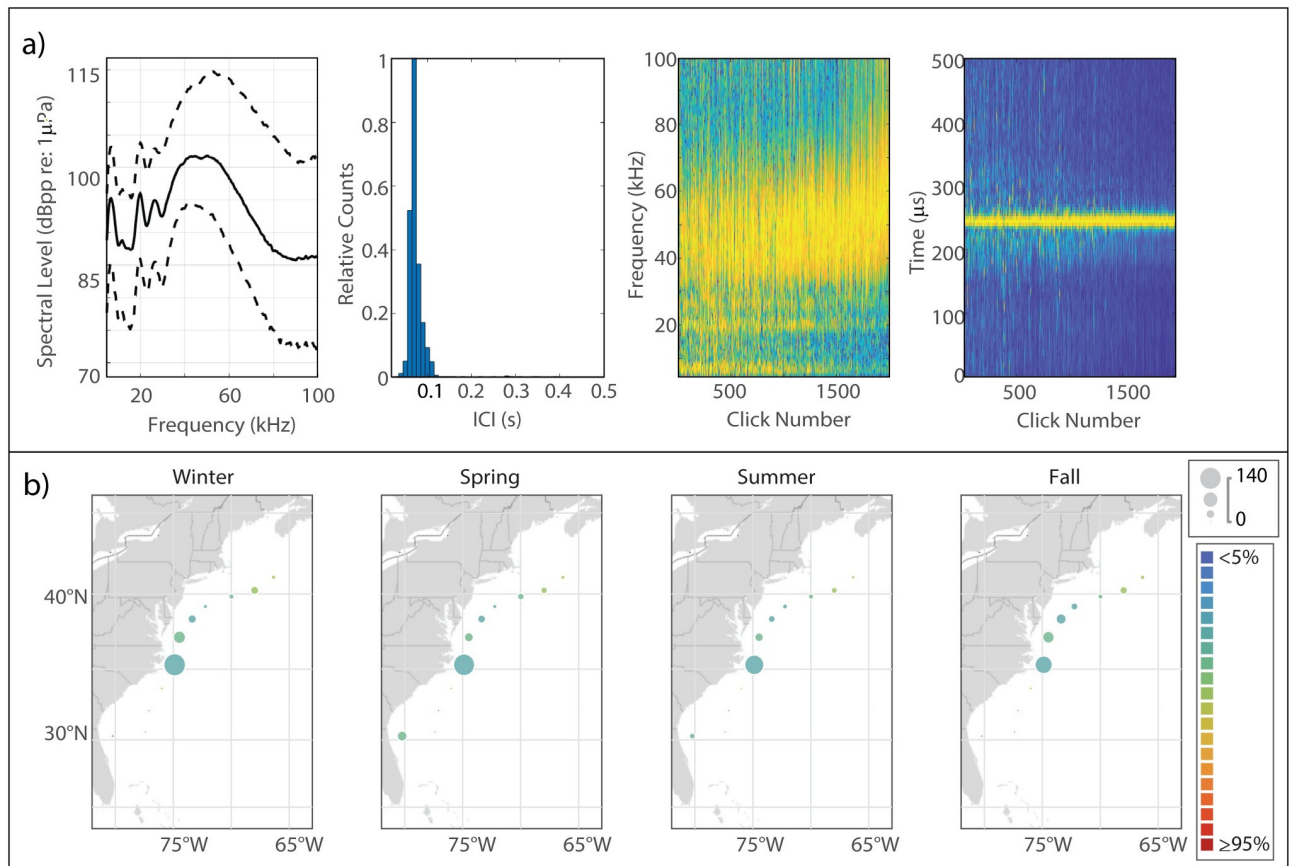 a)
115
100
85
70
Spectral Level (dBpp re: 1µPa)
20 60 100
Frequency (kHz)
1
0.8
0.6
0.4
0.2
0
Relative Counts
0.1 0.2 0.3 0.4 0.5
ICI (s)
100
80
60
40
20
Frequency (kHz)
500 1500
Click Number
500
400
300
200
100
0
Time (µs)
500 1500
Click Number
b)
Winter Spring Summer Fall
140
0
<5%
≥95%
40°N
30°N
75°W 65°W 75°W 65°W 75°W 65°W 75°W 65°W